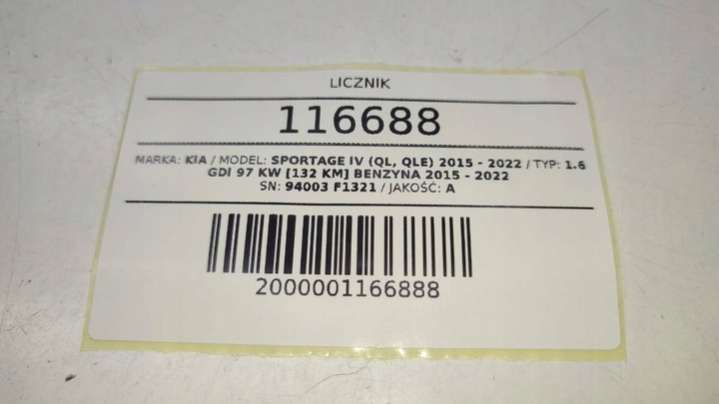 LICZNIK
116688
MARKA: KIA / MODEL: SPORTAGE IV (QL, QLE) 2015 - 2022 / TYP: 1.6
GDI 97 KW [132 KM] BENZYNA 2015 - 2022
SN: 94003 F1321 / JAKOŚĆ: A
2000001166888